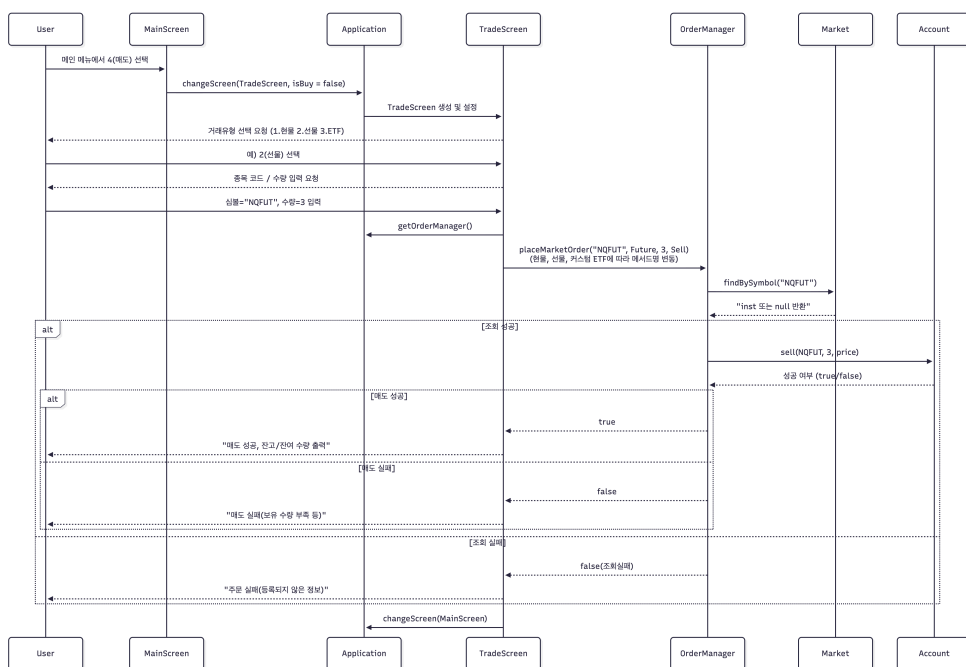 User
MainScreen
Application
TradeScreen
OrderManager
Market
Account
메인 메뉴에서 4(매도) 선택
changeScreen(TradeScreen, isBuy = false)
TradeScreen 생성 및 설정
거래유형 선택 요청 (1.현물 2.선물 3.ETF)
예) 2(선물) 선택
종목 코드 / 수량 입력 요청
심볼="NQFUT", 수량=3 입력
getOrderManager()
placeMarketOrder("NQFUT", Future, 3, Sell)
(현물, 선물, 커스텀 ETF에 따라 메서드명 변동)
findBySymbol("NQFUT")
"inst 또는 null 반환"
alt
[조회 성공]
sell(NQFUT, 3, price)
성공 여부 (true/false)
alt
[매도 성공]
true
"매도 성공, 잔고/잔여 수량 출력"
[매도 실패]
false
"매도 실패(보유 수량 부족 등)"
[조회 실패]
false(조회실패)
"주문 실패(등록되지 않은 정보)"
changeScreen(MainScreen)
User
MainScreen
Application
TradeScreen
OrderManager
Market
Account